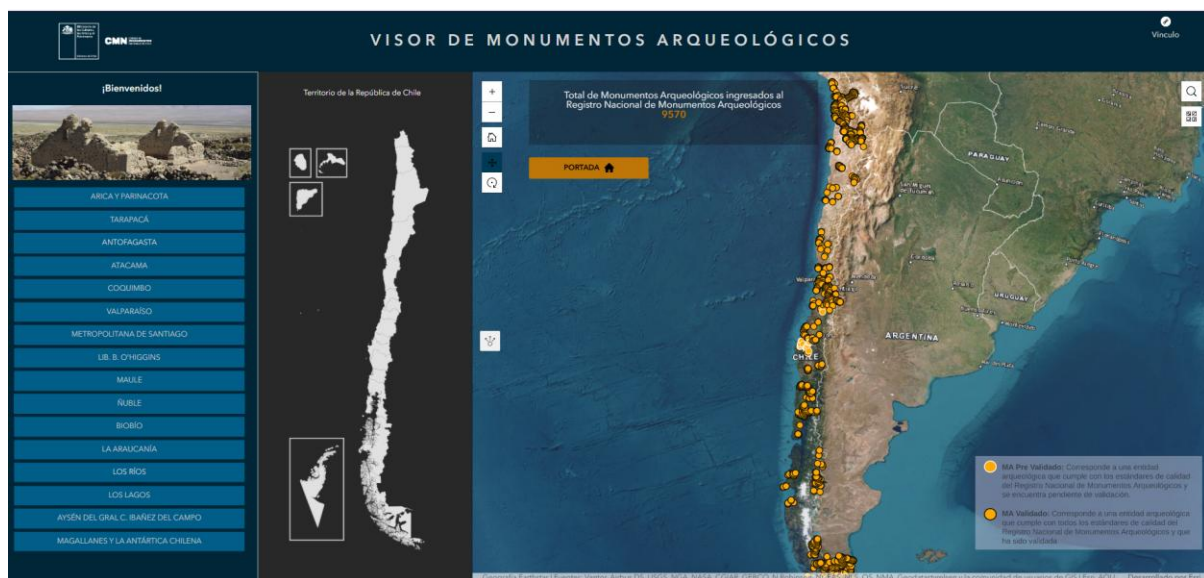 CMN
VISOR DE MONUMENTOS ARQUEOLÓGICOS
Vínculo
¡Bienvenidos!
ARICA Y PARINACOTA
TARAPACÁ
ANTOFAGASTA
ATACAMA
COQUIMBO
VALPARAÍSO
METROPOLITANA DE SANTIAGO
LIB. B. O'HIGGINS
MAULE
ÑUBLE
BIOBÍO
LA ARAUCANÍA
LOS RÍOS
LOS LAGOS
AYSÉN DEL GRAL C. IBAÑEZ DEL CAMPO
MAGALLANES Y LA ANTÁRTICA CHILENA
Territorio de la República de Chile
Total de Monumentos Arqueológicos ingresados al
Registro Nacional de Monumentos Arqueológicos
9570
PORTADA
PARAGUAY
URUGUAY
ARGENTINA
CHILE
MA Pre Validado: Corresponde a una entidad
arqueológica que cumple con los estándares de calidad
del Registro Nacional de Monumentos Arqueológicos y
se encuentra pendiente de validación.
MA Validado: Corresponde a una entidad arqueológica
que cumple con todos los estándares de calidad del
Registro Nacional de Monumentos Arqueológicos y que
ha sido validada